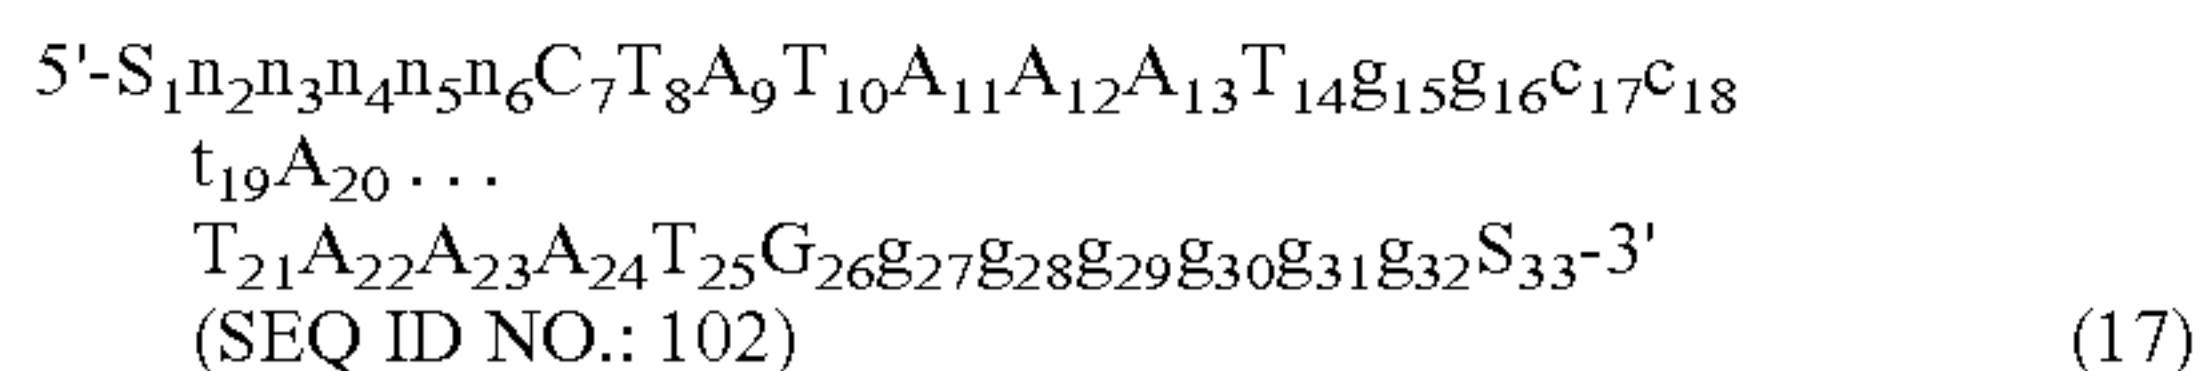 5'-S₁n₂n₃n₄n₅n₆C₇T₈A₉T₁₀A₁₁A₁₂A₁₃T₁₄g₁₅g₁₆c₁₇c₁₈
t₁₉A₂₀ . . .
T₂₁A₂₂A₂₃A₂₄T₂₅G₂₆g₂₇g₂₈g₂₉g₃₀g₃₁g₃₂S₃₃-3'
(SEQ ID NO.: 102) (17)